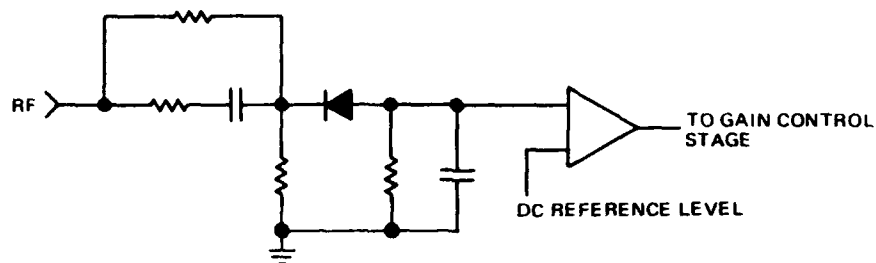 RF
TO GAIN CONTROL
STAGE
DC REFERENCE LEVEL